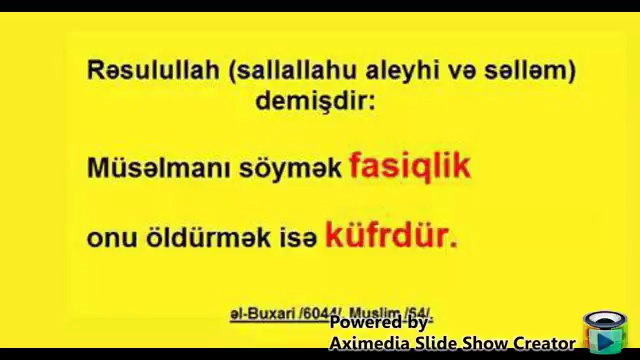 Rəsulullah (sallallahu aleyhi və səlləm)
demişdir:
Müsəlmanı söymək fasiqlik
onu öldürmək isə küfrdür.
əl-Buxari /6044/, Muslim /64/.
Powered by
Aximedia Slide Show Creator